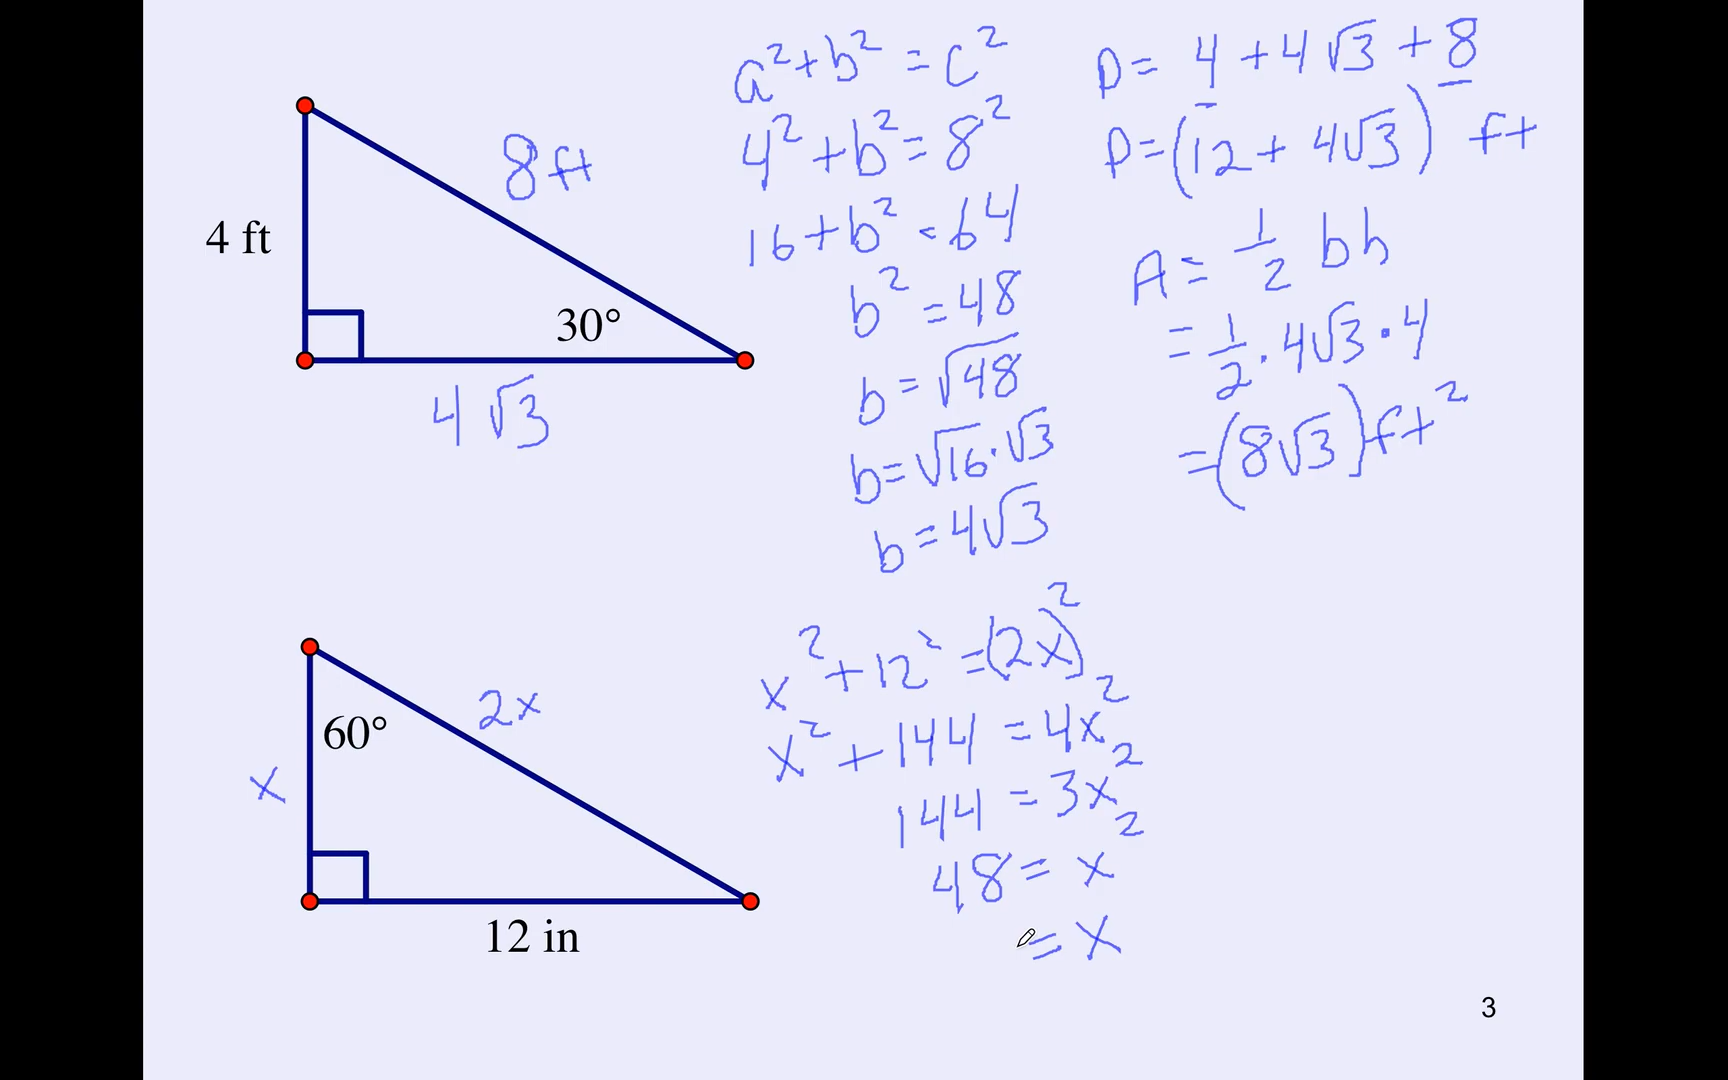 4 ft
8 ft
30°
4√3
a² + b² = c²
4² + b² = 8²
16 + b² = 64
b² = 48
b = √48
b = √16 · √3
b = 4√3
P = 4 + 4√3 + 8
P = (12 + 4√3) ft
A = 1/2 bh
= 1/2 · 4√3 · 4
= (8√3) ft²
60°
2x
x
12 in
x² + 12² = (2x)²
x² + 144 = 4x²
144 = 3x²
48 = x²
= x
3